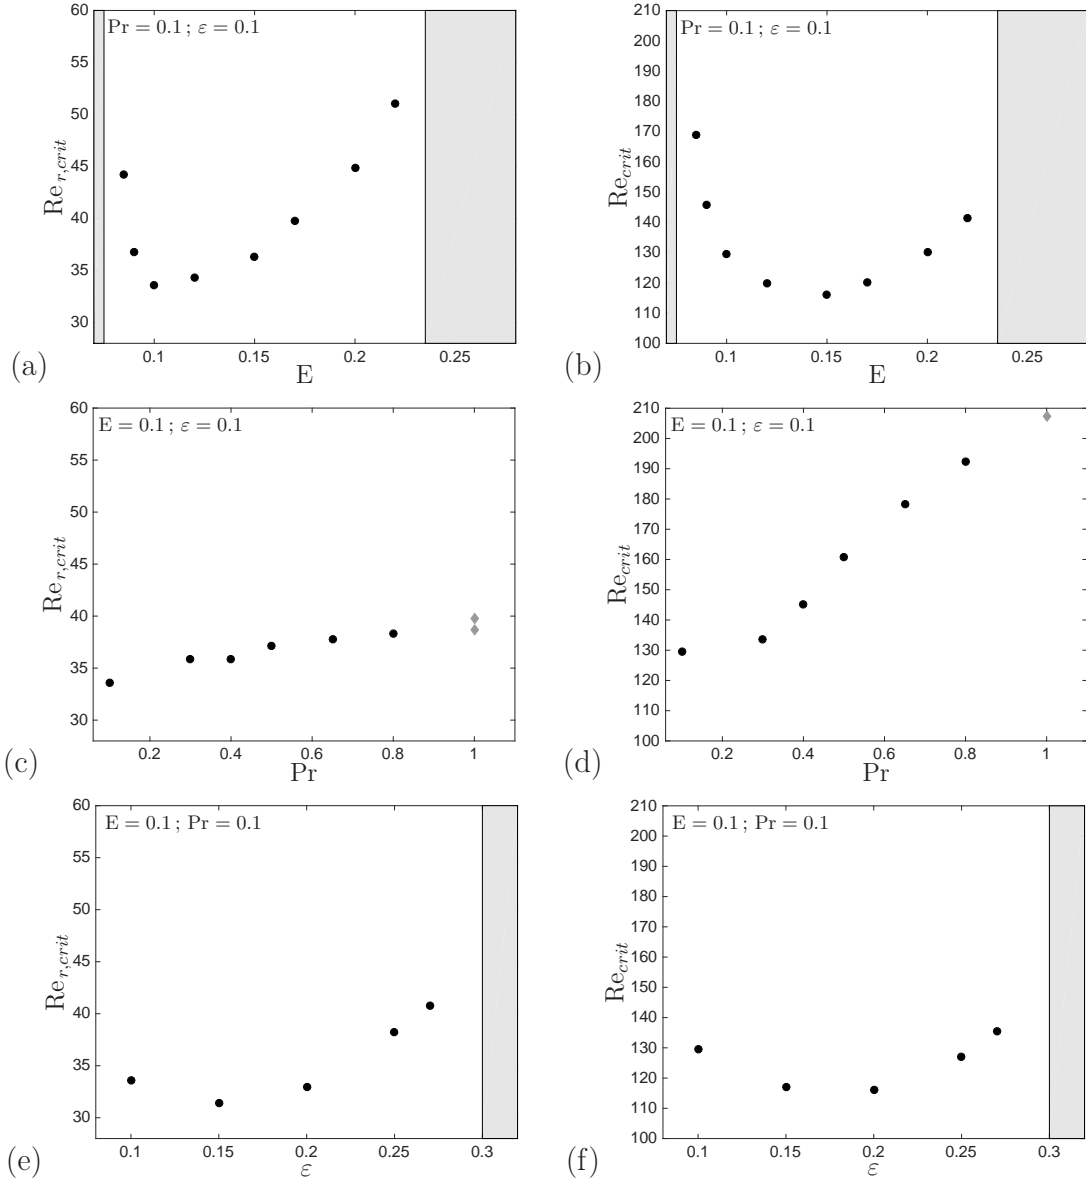 Pr = 0.1 ; ε = 0.1
60
55
50
45
40
35
30
Re_{r,crit}
0.1 0.15 0.2 0.25
E
(a)
Pr = 0.1 ; ε = 0.1
210
200
190
180
170
160
150
140
130
120
110
100
Re_{crit}
0.1 0.15 0.2 0.25
E
(b)
E = 0.1 ; ε = 0.1
60
55
50
45
40
35
30
Re_{r,crit}
0.2 0.4 0.6 0.8 1
Pr
(c)
E = 0.1 ; ε = 0.1
210
200
190
180
170
160
150
140
130
120
110
100
Re_{crit}
0.2 0.4 0.6 0.8 1
Pr
(d)
E = 0.1 ; Pr = 0.1
60
55
50
45
40
35
30
Re_{r,crit}
0.1 0.15 0.2 0.25 0.3
ε
(e)
E = 0.1 ; Pr = 0.1
210
200
190
180
170
160
150
140
130
120
110
100
Re_{crit}
0.1 0.15 0.2 0.25 0.3
ε
(f)